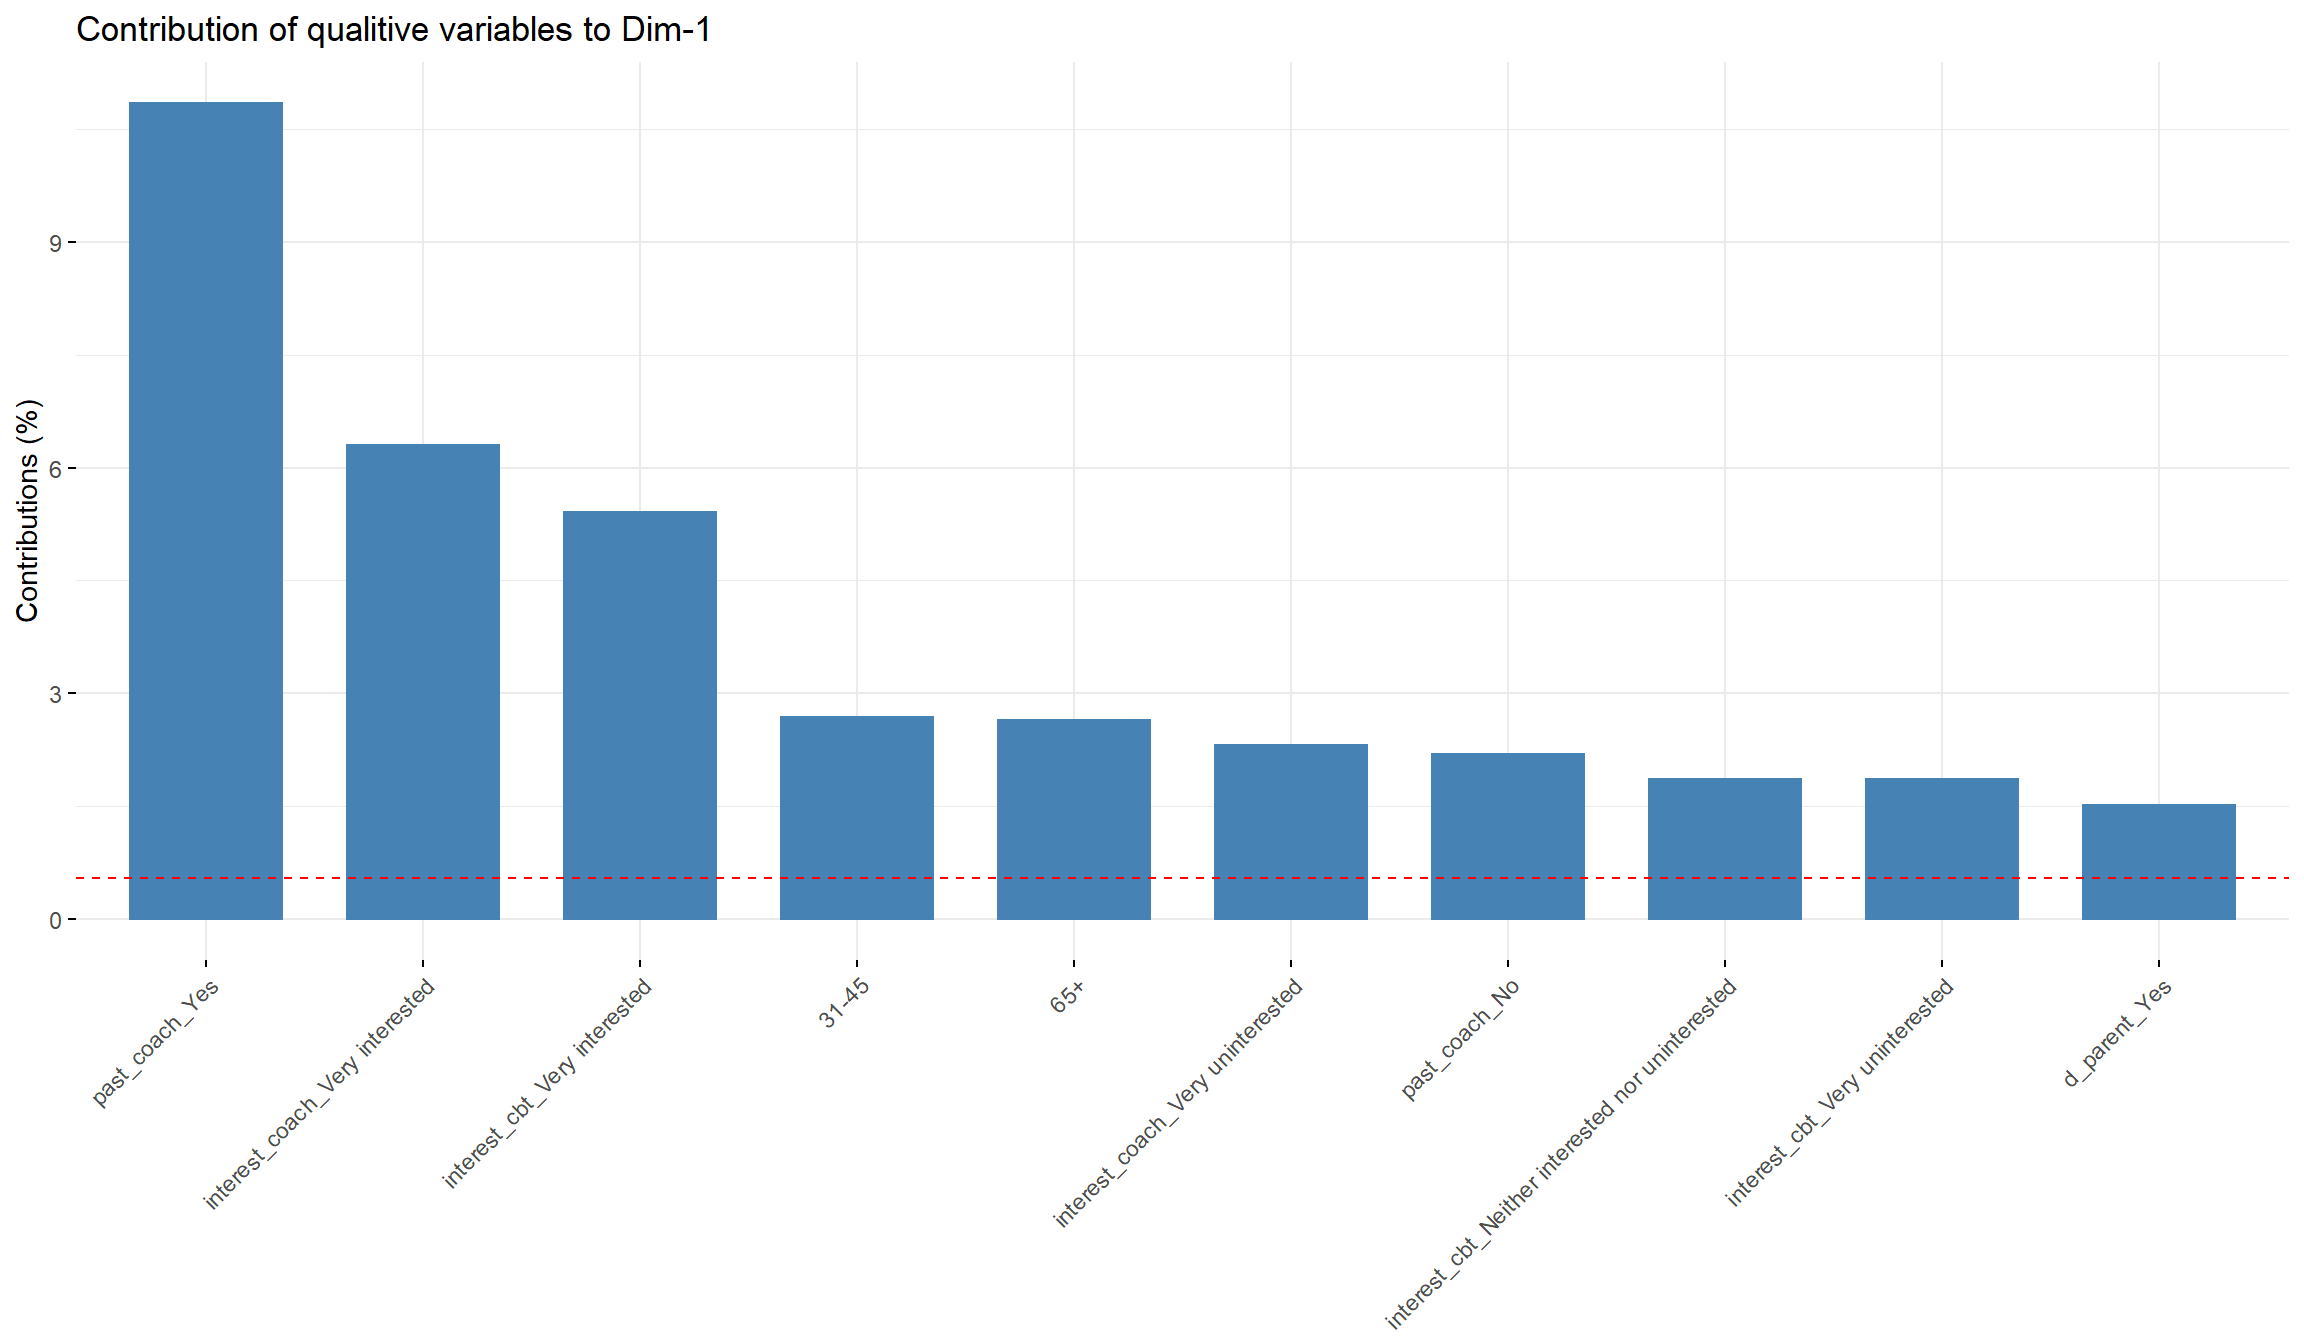 Contribution of qualitive variables to Dim-1
Contributions (%)
9
6
3
0
past_coach_Yes
interest_coach_Very interested
interest_cbt_Very interested
31-45
65+
interest_coach_Very uninterested
past_coach_No
interest_cbt_Neither interested nor uninterested
interest_cbt_Very uninterested
d_parent_Yes